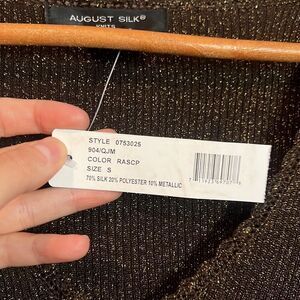 AUGUST SILK®
KNITS
STYLE 0753025
904/QJM
COLOR RASCP
SIZE S
70% SILK 20% POLYESTER 10% METALLIC